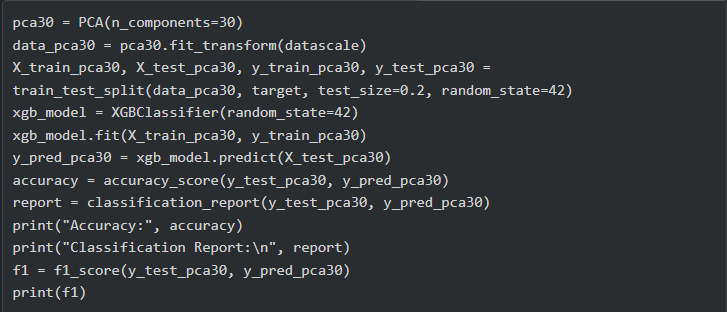 pca30 = PCA(n_components=30)
data_pca30 = pca30.fit_transform(datascale)
X_train_pca30, X_test_pca30, y_train_pca30, y_test_pca30 =
train_test_split(data_pca30, target, test_size=0.2, random_state=42)
xgb_model = XGBClassifier(random_state=42)
xgb_model.fit(X_train_pca30, y_train_pca30)
y_pred_pca30 = xgb_model.predict(X_test_pca30)
accuracy = accuracy_score(y_test_pca30, y_pred_pca30)
report = classification_report(y_test_pca30, y_pred_pca30)
print("Accuracy:", accuracy)
print("Classification Report:\n", report)
f1 = f1_score(y_test_pca30, y_pred_pca30)
print(f1)